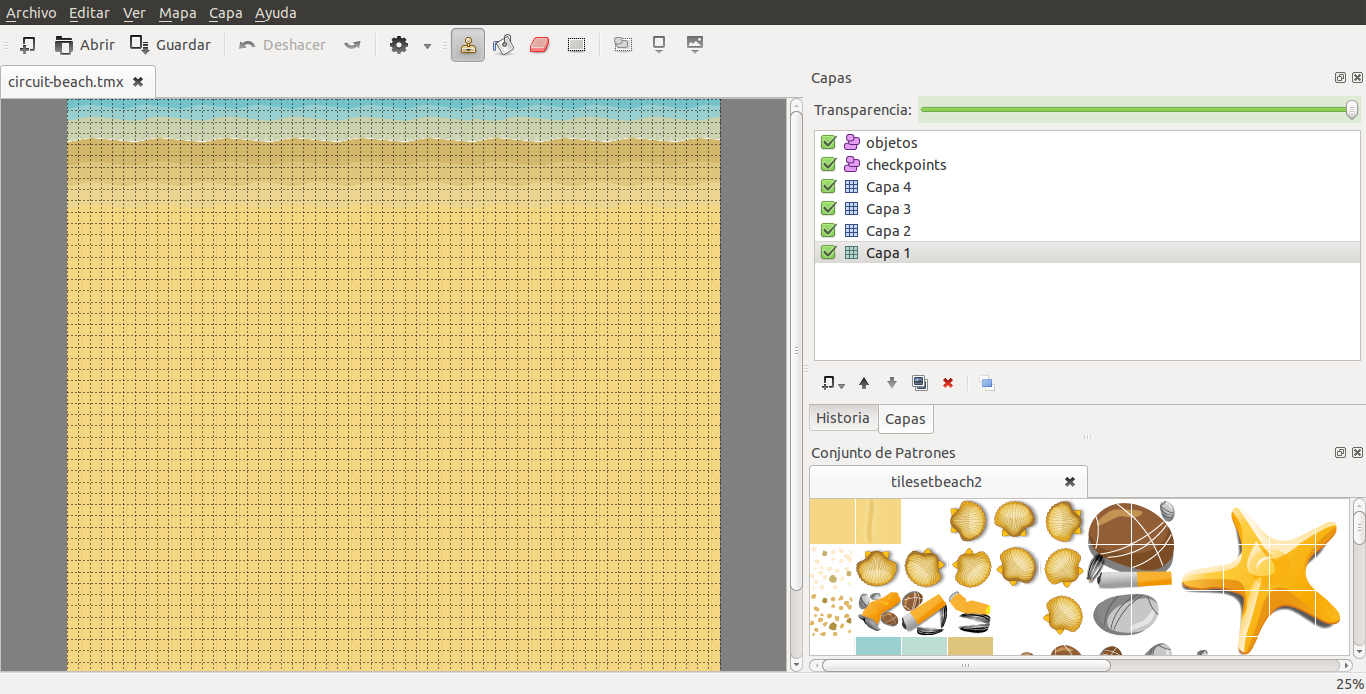 Archivo Editar Ver Mapa Capa Ayuda
Abrir Guardar Deshacer
circuit-beach.tmx
Capas
Transparencia:
objetos
checkpoints
Capa 4
Capa 3
Capa 2
Capa 1
Historia Capas
Conjunto de Patrones
tilesetbeach2
25%